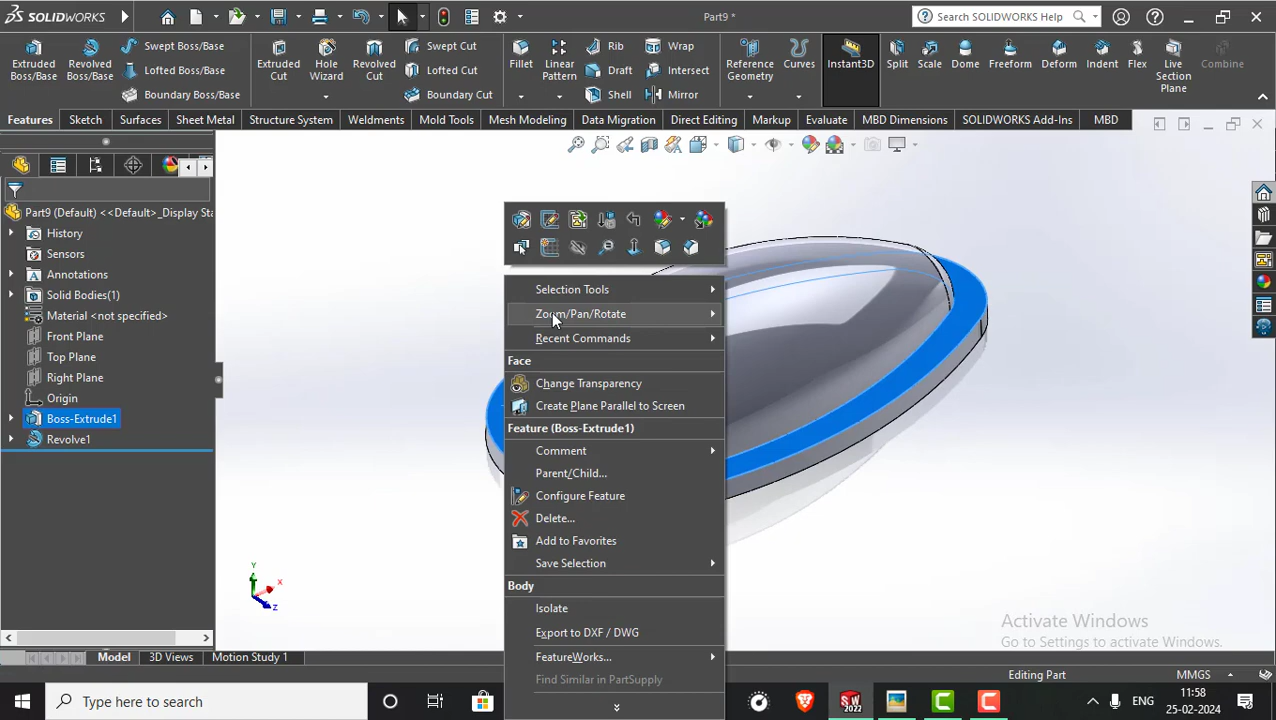 SOLIDWORKS
Part9 *
Search SOLIDWORKS Help
Extruded Boss/Base
Revolved Boss/Base
Swept Boss/Base
Lofted Boss/Base
Boundary Boss/Base
Extruded Cut
Hole Wizard
Revolved Cut
Swept Cut
Lofted Cut
Boundary Cut
Fillet
Linear Pattern
Rib
Draft
Shell
Wrap
Intersect
Mirror
Reference Geometry
Curves
Instant3D
Split
Scale
Dome
Freeform
Deform
Indent
Flex
Live Section Plane
Combine
Features
Sketch
Surfaces
Sheet Metal
Structure System
Weldments
Mold Tools
Mesh Modeling
Data Migration
Direct Editing
Markup
Evaluate
MBD Dimensions
SOLIDWORKS Add-Ins
MBD
Part9 (Default) <<Default>_Display Sta
History
Sensors
Annotations
Solid Bodies(1)
Material <not specified>
Front Plane
Top Plane
Right Plane
Origin
Boss-Extrude1
Revolve1
Selection Tools
Zoom/Pan/Rotate
Recent Commands
Face
Change Transparency
Create Plane Parallel to Screen
Feature (Boss-Extrude1)
Comment
Parent/Child...
Configure Feature
Delete...
Add to Favorites
Save Selection
Body
Isolate
Export to DXF / DWG
FeatureWorks...
Find Similar in PartSupply
Y
X
Z
Activate Windows
Go to Settings to activate Windows.
Model
3D Views
Motion Study 1
Editing Part
MMGS
Type here to search
SW
2022
ENG
11:58
25-02-2024